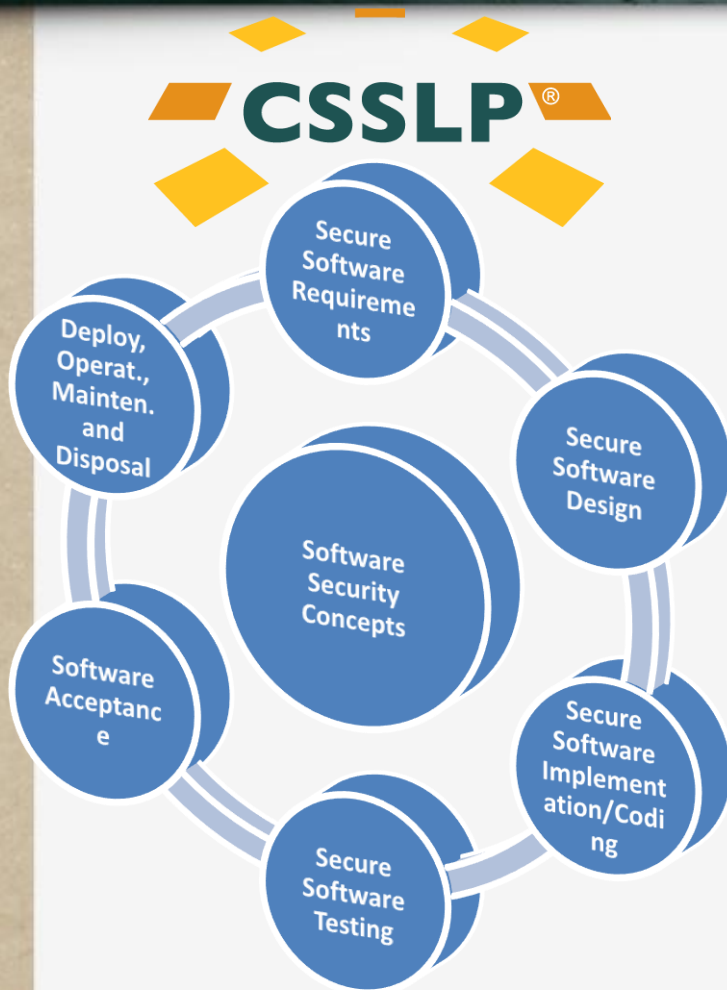 CSSLP®
Secure
Software
Requireme
nts
Secure
Software
Design
Secure
Software
Implement
ation/Codi
ng
Secure
Software
Testing
Software
Acceptanc
e
Deploy,
Operat.,
Mainten.
and
Disposal
Software
Security
Concepts